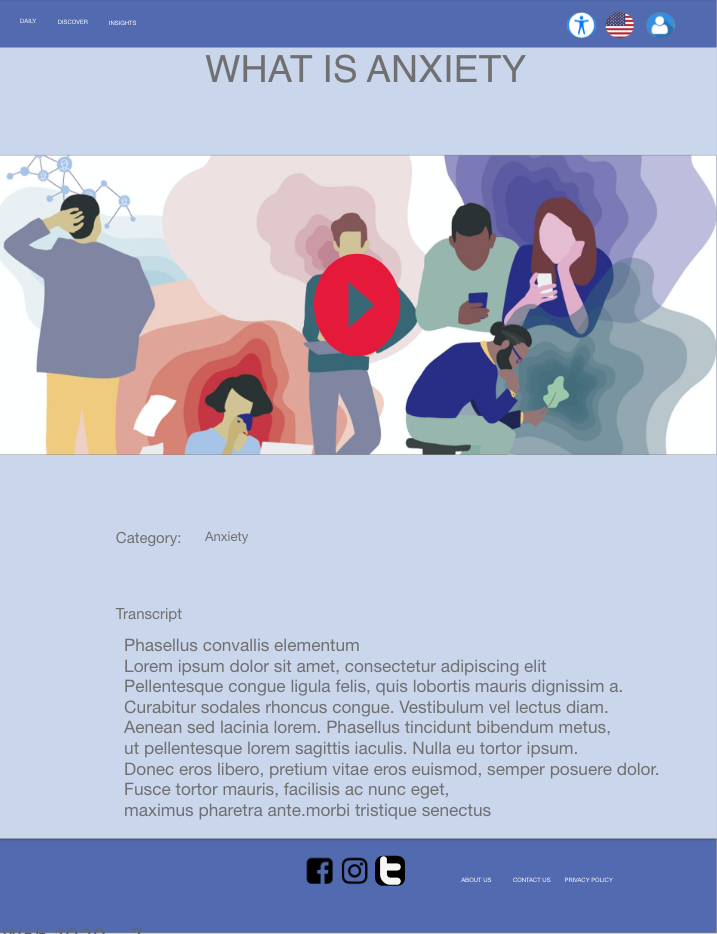 DAILY
DISCOVER
INSIGHTS
WHAT IS ANXIETY
Category: Anxiety
Transcript
Phasellus convallis elementum
Lorem ipsum dolor sit amet, consectetur adipiscing elit
Pellentesque congue ligula felis, quis lobortis mauris dignissim a.
Curabitur sodales rhoncus congue. Vestibulum vel lectus diam.
Aenean sed lacinia lorem. Phasellus tincidunt bibendum metus,
ut pellentesque lorem sagittis iaculis. Nulla eu tortor ipsum.
Donec eros libero, pretium vitae eros euismod, semper posuere dolor.
Fusce tortor mauris, facilisis ac nunc eget,
maximus pharetra ante.morbi tristique senectus
ABOUT US
CONTACT US
PRIVACY POLICY